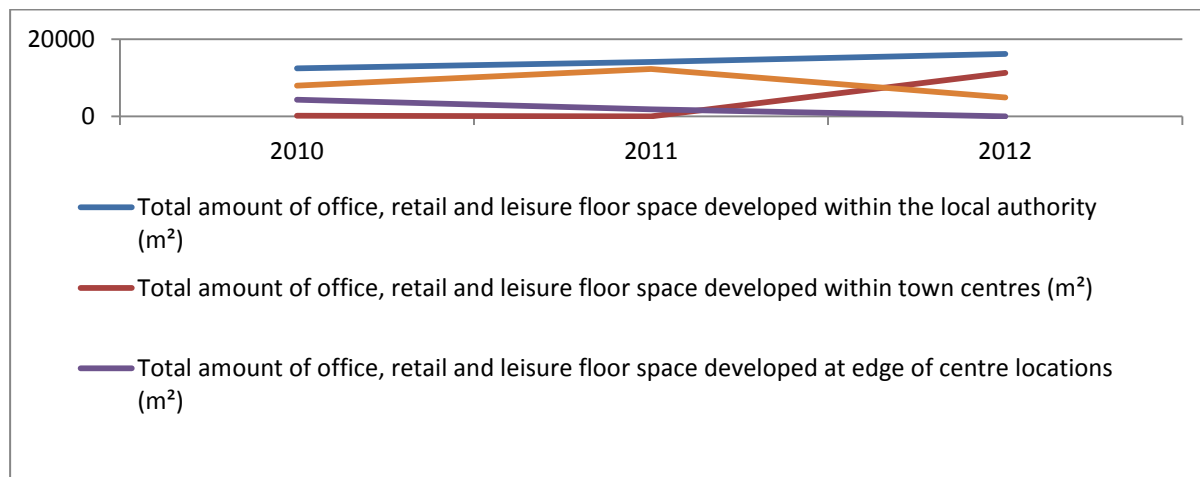 20000
0
2010 2011 2012
Total amount of office, retail and leisure floor space developed within the local authority
(m²)
Total amount of office, retail and leisure floor space developed within town centres (m²)
Total amount of office, retail and leisure floor space developed at edge of centre locations
(m²)